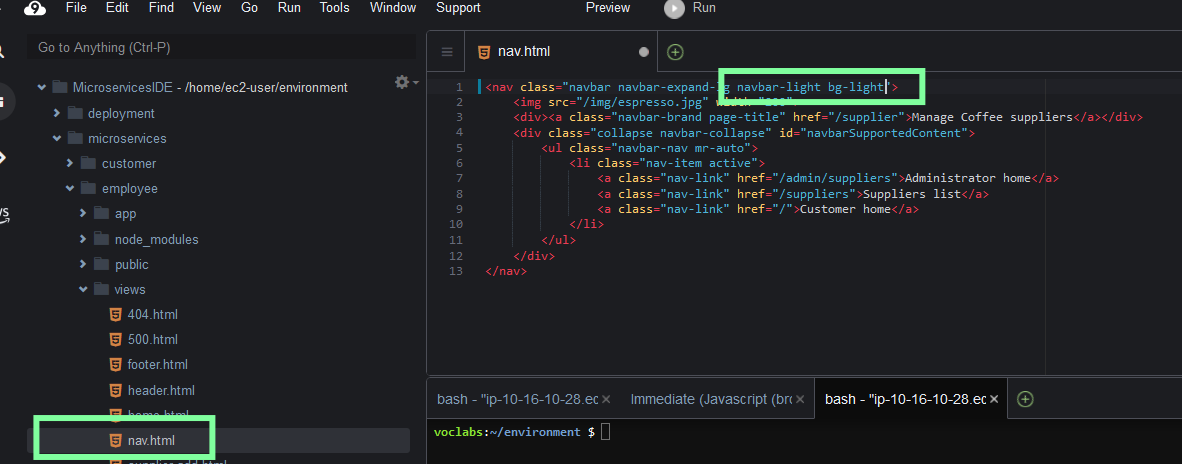 File Edit Find View Go Run Tools Window Support Preview Run
Go to Anything (Ctrl-P)
MicroservicesIDE - /home/ec2-user/environment
deployment
microservices
customer
employee
app
node_modules
public
views
404.html
500.html
footer.html
header.html
home.html
nav.html
supplier-add.html
nav.html
1 <nav class="navbar navbar-expand-lg navbar-light bg-light">
2 <img src="/img/espresso.jpg" width="200">
3 <div><a class="navbar-brand page-title" href="/supplier">Manage Coffee suppliers</a></div>
4 <div class="collapse navbar-collapse" id="navbarSupportedContent">
5 <ul class="navbar-nav mr-auto">
6 <li class="nav-item active">
7 <a class="nav-link" href="/admin/suppliers">Administrator home</a>
8 <a class="nav-link" href="/suppliers">Suppliers list</a>
9 <a class="nav-link" href="/">Customer home</a>
10 </li>
11 </ul>
12 </div>
13 </nav>
bash - "ip-10-16-10-28.ec Immediate (Javascript (bro bash - "ip-10-16-10-28.ec
voclabs:~/environment $